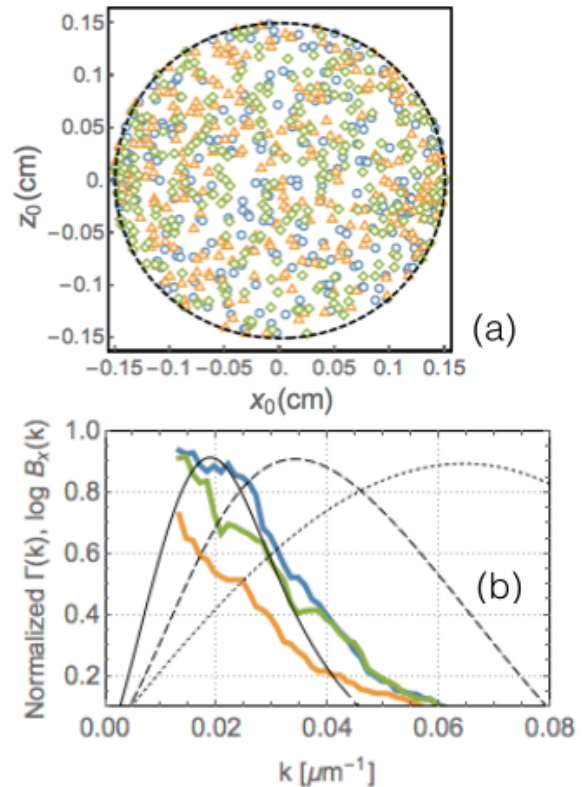 0.15
0.10
0.05
0.
−0.05
−0.1
−0.15
z₀(cm)
−0.15 −0.1 −0.05 0. 0.05 0.1 0.15
x₀(cm)
(a)
1.0
0.8
0.6
0.4
0.2
Normalized Γ(k), log Bₓ(k)
(b)
0.00 0.02 0.04 0.06 0.08
k [μm⁻¹]